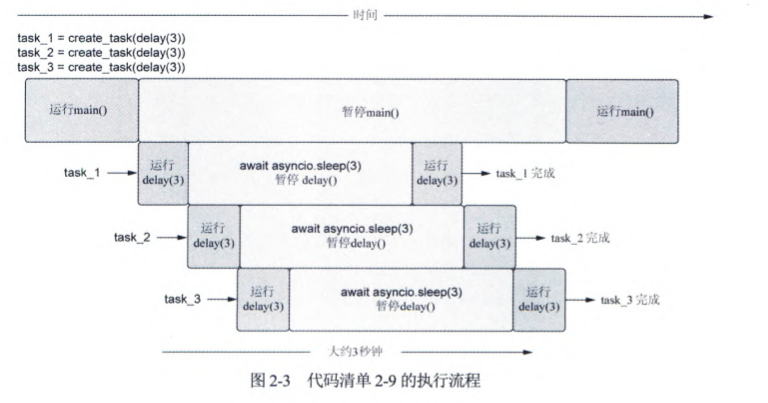 时间
task_1 = create_task(delay(3))
task_2 = create_task(delay(3))
task_3 = create_task(delay(3))
运行main()
暂停main()
运行main()
task_1
运行
delay(3)
await asyncio.sleep(3)
暂停 delay()
运行
delay(3)
task_1 完成
task_2
运行
delay(3)
await asyncio.sleep(3)
暂停delay()
运行
delay(3)
task_2 完成
task_3
运行
delay(3)
await asyncio.sleep(3)
暂停delay()
运行
delay(3)
task_3 完成
大约3秒钟
图 2-3 代码清单 2-9 的执行流程